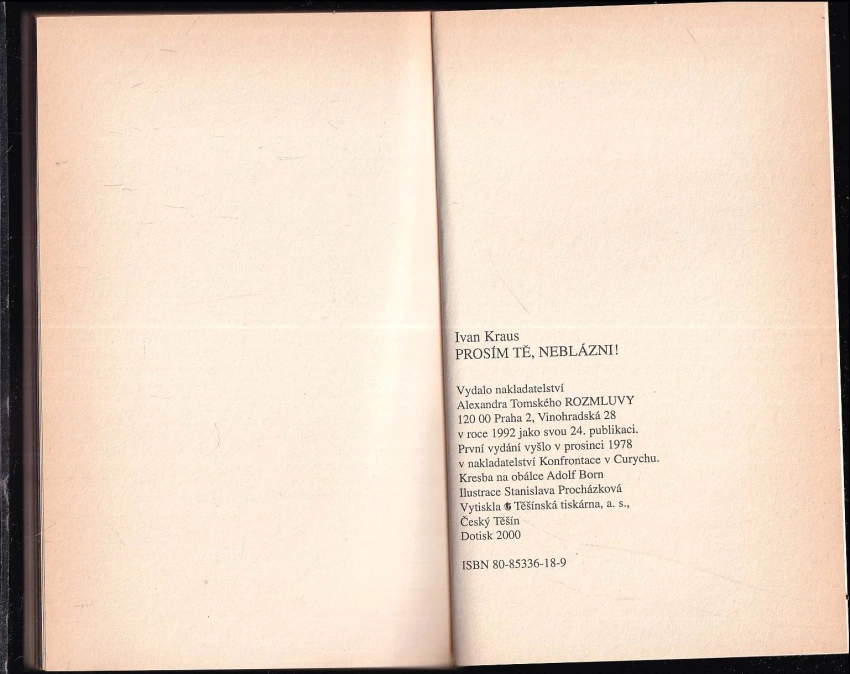 Ivan Kraus
PROSÍM TĚ, NEBLÁZNI!
Vydalo nakladatelství
Alexandra Tomského ROZMLUVY
120 00 Praha 2, Vinohradská 28
v roce 1992 jako svou 24. publikaci.
První vydání vyšlo v prosinci 1978
v nakladatelství Konfrontace v Curychu.
Kresba na obálce Adolf Born
Ilustrace Stanislava Procházková
Vytiskla Těšínská tiskárna, a. s.,
Český Těšín
Dotisk 2000
ISBN 80-85336-18-9